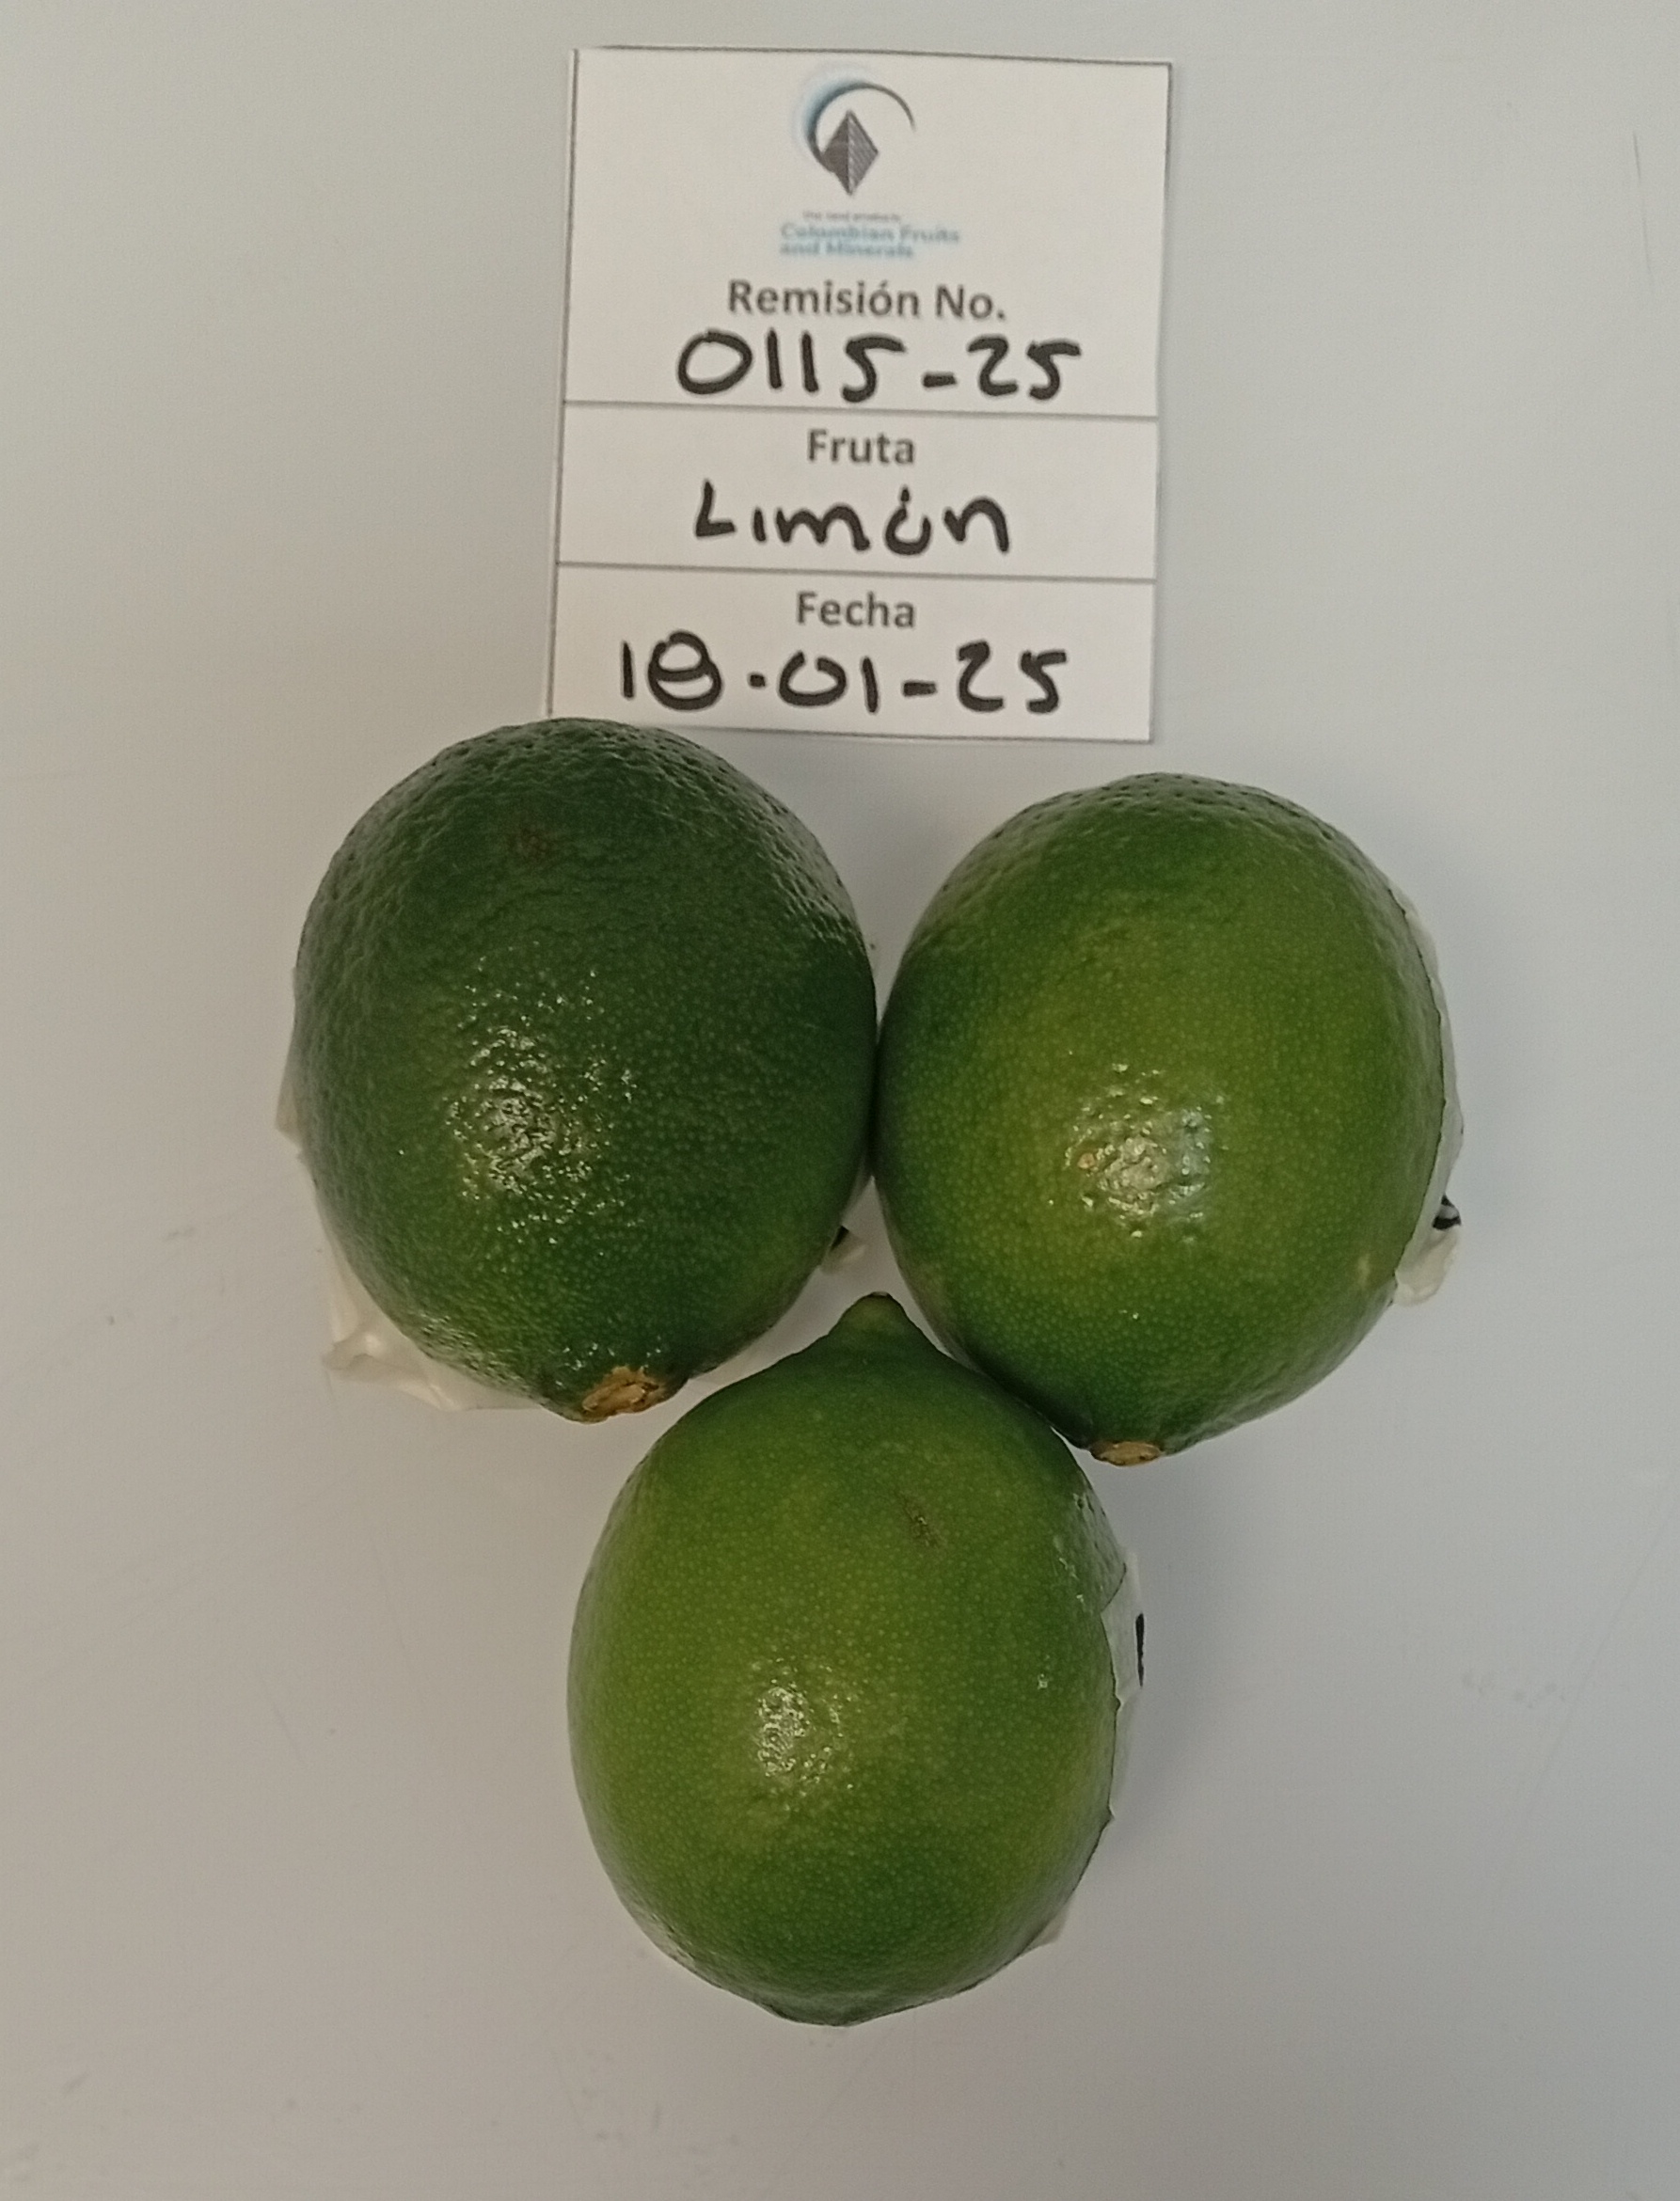 Colombian Fruits
and Minerals
Remisión No.
0115-25
Fruta
Limón
Fecha
18-01-25